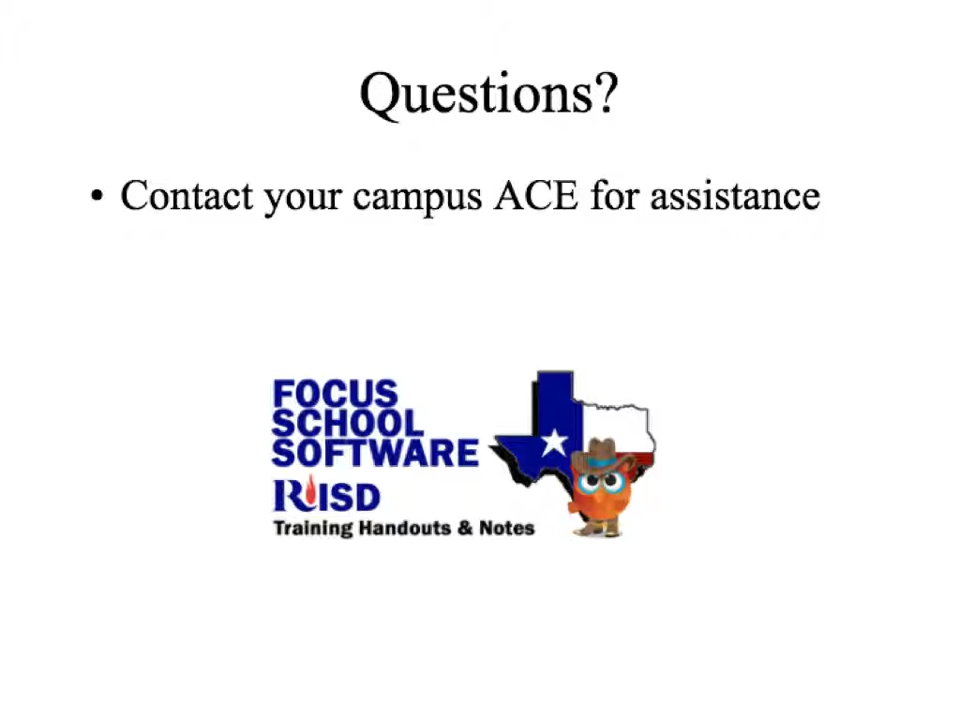 Questions?
• Contact your campus ACE for assistance
FOCUS
SCHOOL
SOFTWARE
RISD
Training Handouts & Notes